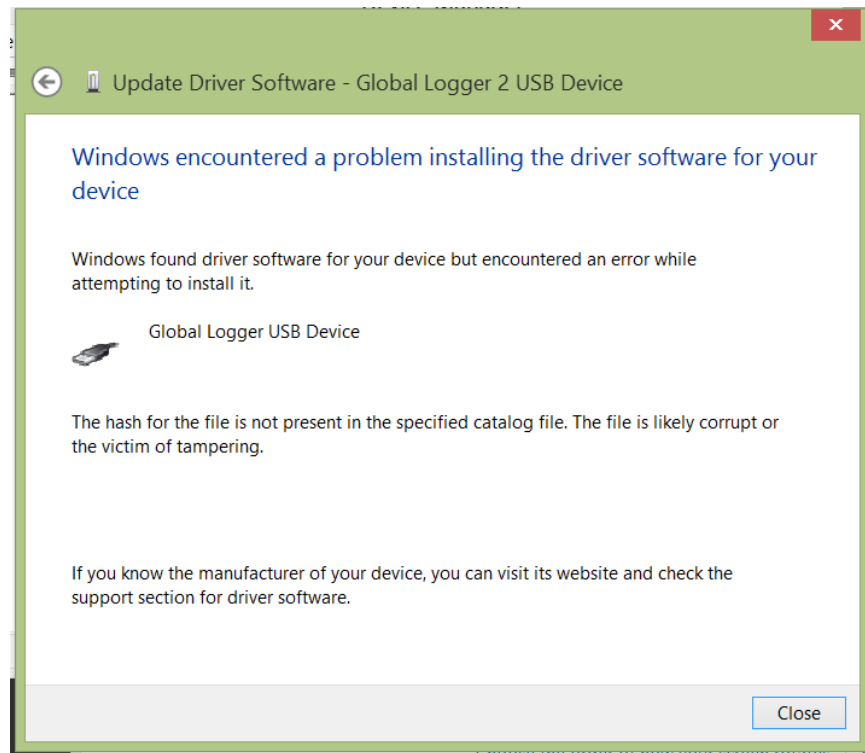 Update Driver Software - Global Logger 2 USB Device
Windows encountered a problem installing the driver software for your
device
Windows found driver software for your device but encountered an error while
attempting to install it.
Global Logger USB Device
The hash for the file is not present in the specified catalog file. The file is likely corrupt or
the victim of tampering.
If you know the manufacturer of your device, you can visit its website and check the
support section for driver software.
Close